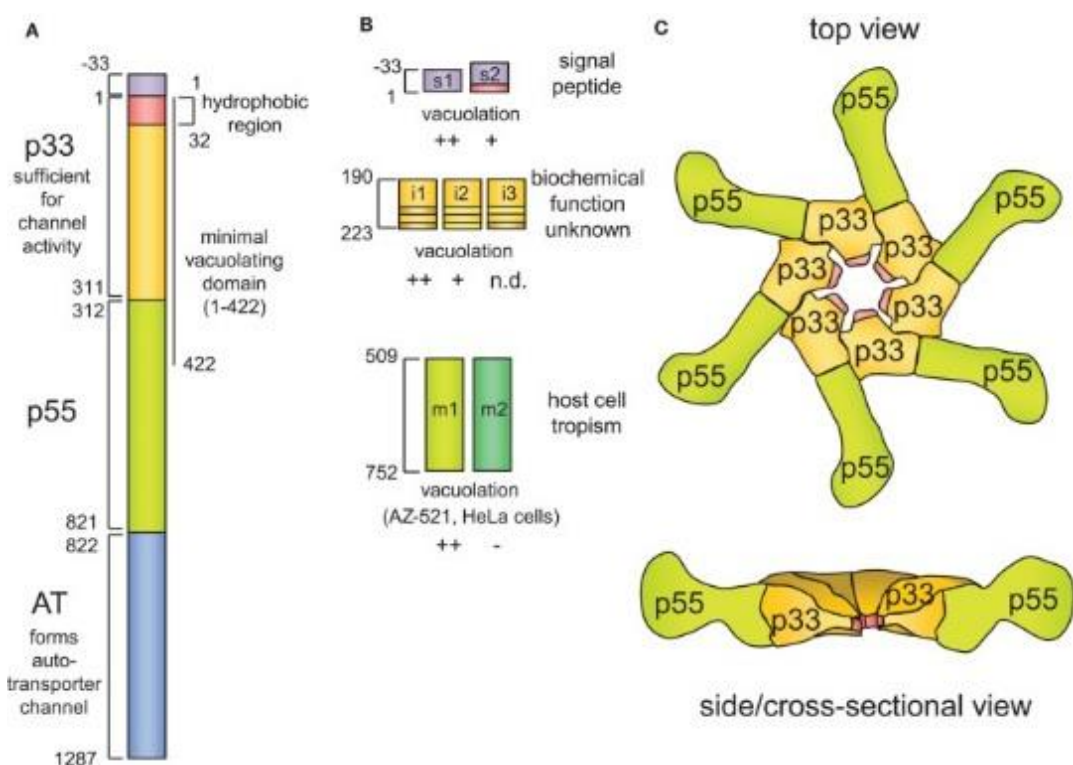 A
-33
1
1
hydrophobic
region
32
p33
sufficient
for
channel
activity
minimal
vacuolating
domain
(1-422)
311
312
422
p55
821
822
AT
forms
auto-
transporter
channel
1287
B
-33
1
s1
s2
signal
peptide
vacuolation
++
+
190
223
i1
i2
i3
biochemical
function
unknown
vacuolation
++
+
n.d.
509
752
m1
m2
host cell
tropism
vacuolation
(AZ-521, HeLa cells)
++
-
C
top view
p55
p55
p55
p33
p33
p33
p33
p33
p33
p55
p55
p55
p55
p33
p33
p55
side/cross-sectional view